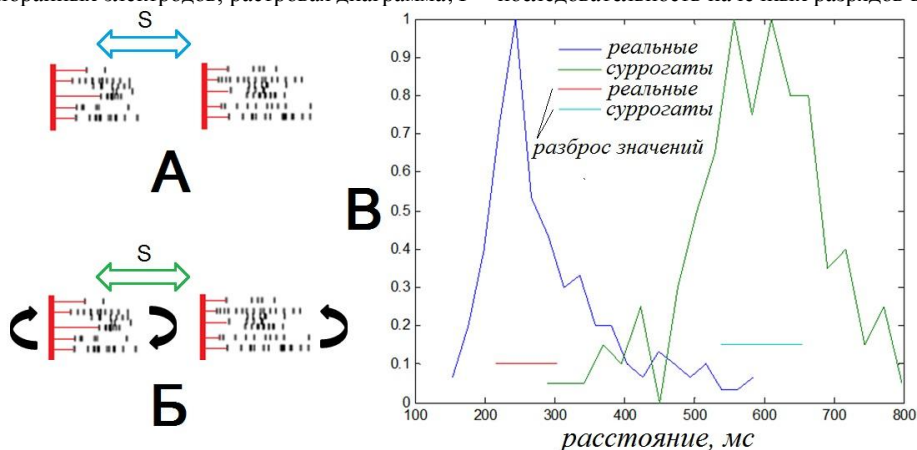 S
А
S
Б
В
реальные
суррогаты
реальные
суррогаты
разброс значений
1
0.9
0.8
0.7
0.6
0.5
0.4
0.3
0.2
0.1
0
100 200 300 400 500 600 700 800
расстояние, мс